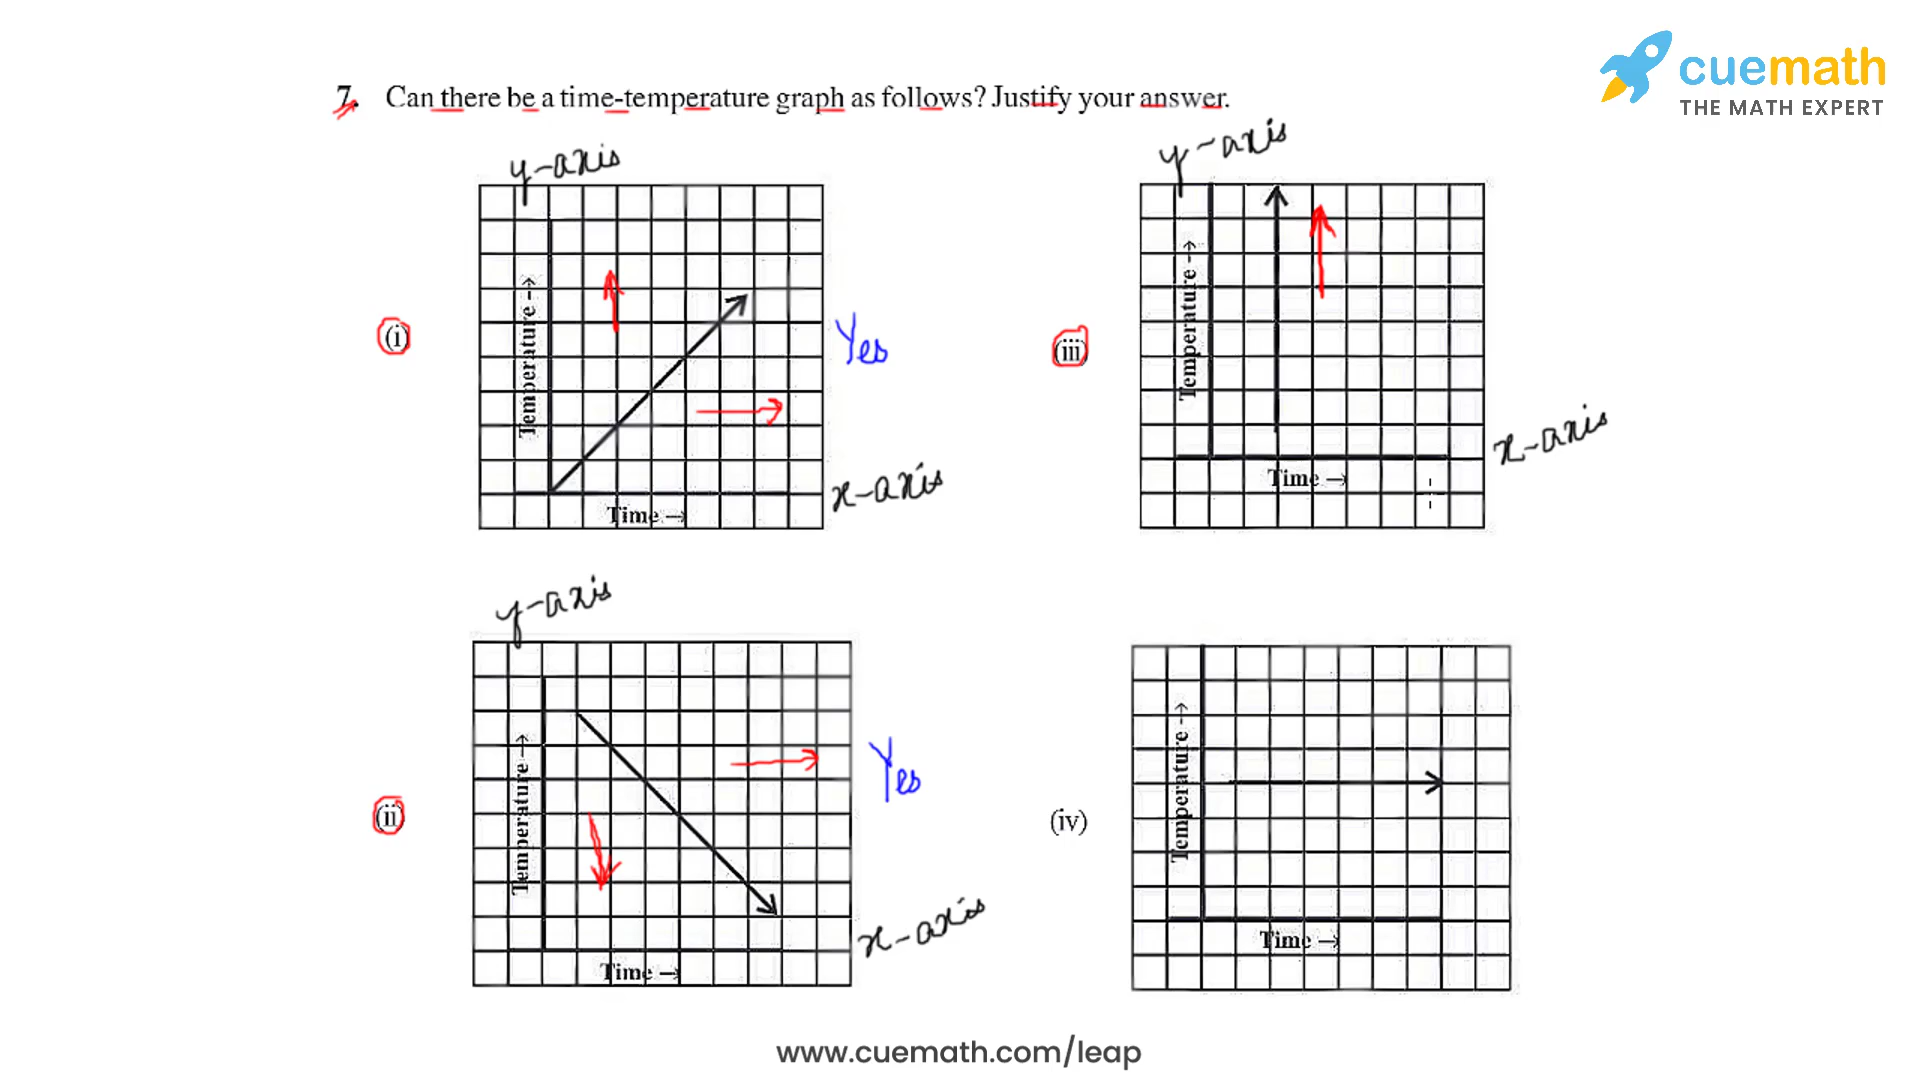 cuemath
THE MATH EXPERT
7. Can there be a time-temperature graph as follows? Justify your answer.
y-axis
Temperature →
(i)
Yes
x-axis
Time →
y-axis
Temperature →
(iii)
x-axis
Time →
y-axis
Temperature →
(ii)
Yes
x-axis
Time →
Temperature →
(iv)
Time →
www.cuemath.com/leap